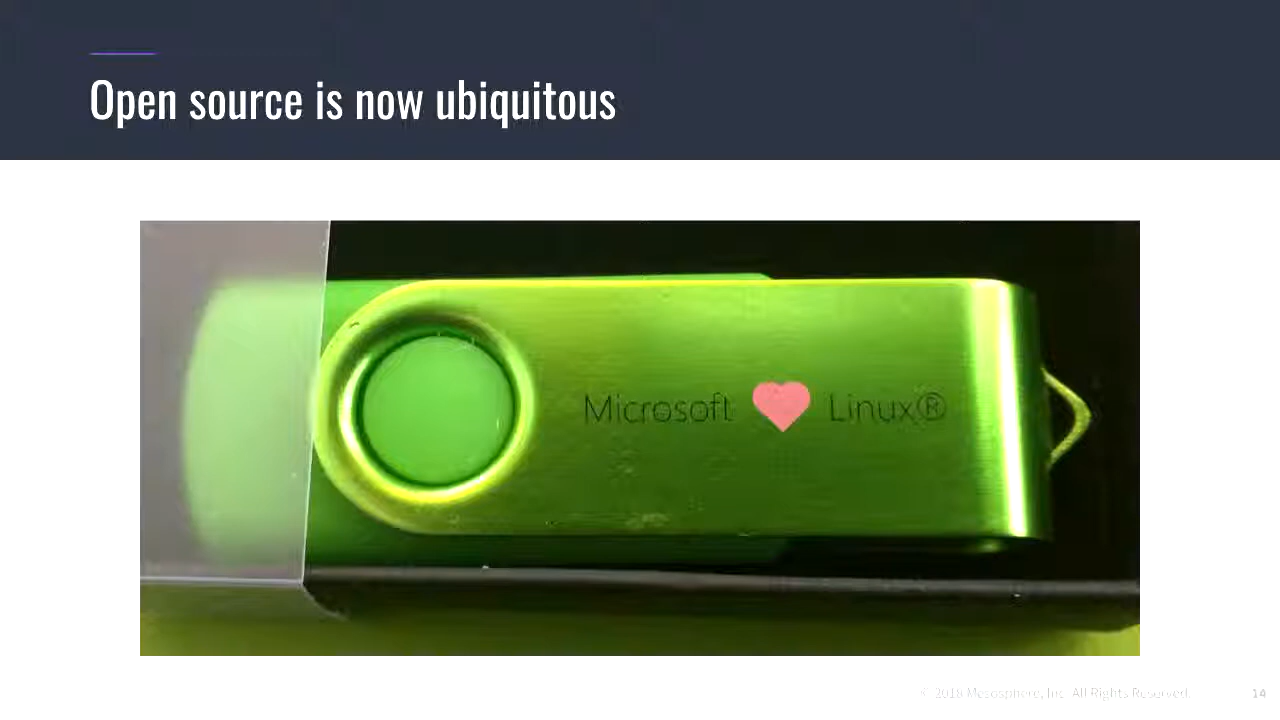 Open source is now ubiquitous
Microsoft ❤ Linux®
© 2018 Mesosphere, Inc. All Rights Reserved.
14